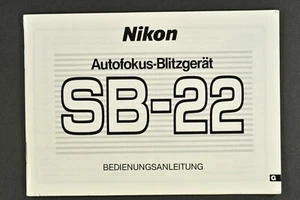 Nikon
Autofokus-Blitzgerät
SB-22
BEDIENUNGSANLEITUNG
G